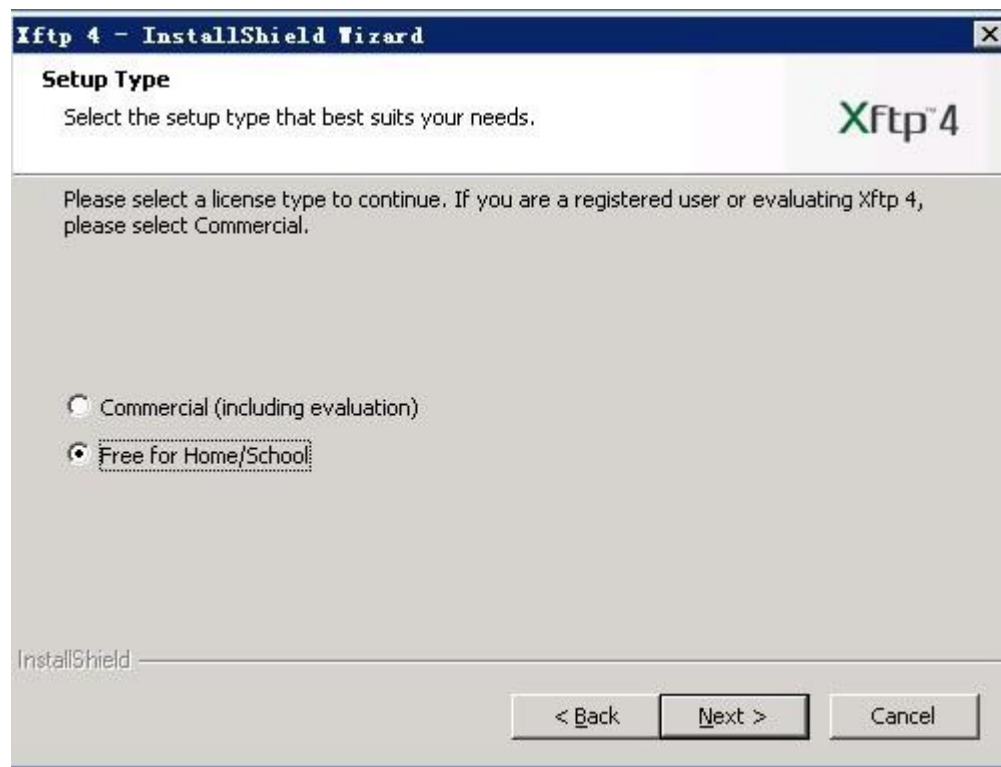 Xftp 4 - InstallShield Wizard
Setup Type
Select the setup type that best suits your needs.
Xftp™4
Please select a license type to continue. If you are a registered user or evaluating Xftp 4,
please select Commercial.
Commercial (including evaluation)
Free for Home/School
InstallShield
< Back
Next >
Cancel